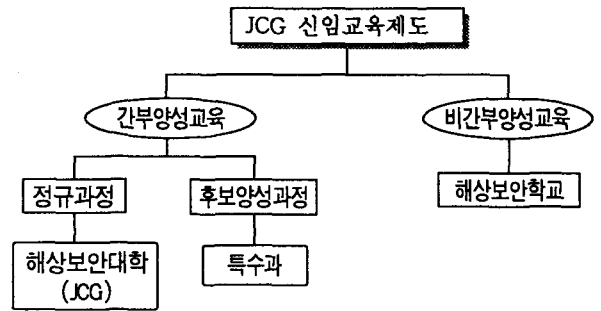 JCG 신임교육제도
간부양성교육
비간부양성교육
정규과정
후보양성과정
해상보안학교
해상보안대학
(JCG)
특수과